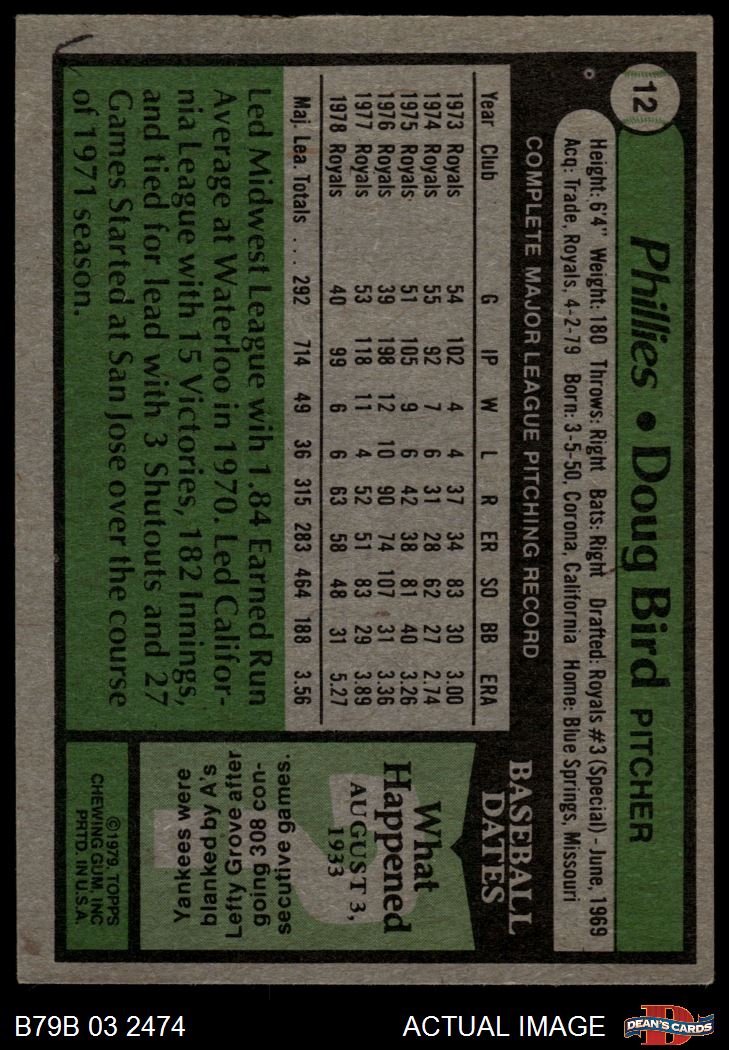 12
Phillies • Doug Bird PITCHER
Height: 6'4" Weight: 180 Throws: Right Bats: Right Drafted: Royals #3 (Special) - June, 1969
Acq: Trade, Royals, 4-2-79 Born: 3-5-50, Corona, California Home: Blue Springs, Missouri
COMPLETE MAJOR LEAGUE PITCHING RECORD
Year Club G IP W L R ER SO BB ERA
1973 Royals 54 102 4 4 37 34 83 30 3.00
1974 Royals 55 92 7 6 31 28 62 27 2.74
1975 Royals 51 105 9 6 42 38 81 40 3.26
1976 Royals 39 198 12 10 90 74 107 31 3.36
1977 Royals 53 118 11 4 52 51 83 29 3.89
1978 Royals 40 99 6 6 63 58 48 31 5.27
Maj. Lea. Totals . . . 292 714 49 36 315 283 464 188 3.56
Led Midwest League wih 1.84 Earned Run
Average at Waterloo in 1970. Led Califor-
nia League with 15 Victories, 182 Innings,
and tied for lead with 3 Shutouts and 27
Games Started at San Jose over the course
of 1971 season.
BASEBALL
DATES
What
Happened
AUGUST 3,
1933
Yankees were
blanked by A's
Lefty Grove after
going 308 con-
secutive games.
©1979, TOPPS
CHEWING GUM, INC
PRTD. IN U.S.A.
B79B 03 2474
ACTUAL IMAGE
D
DEAN'S CARDS